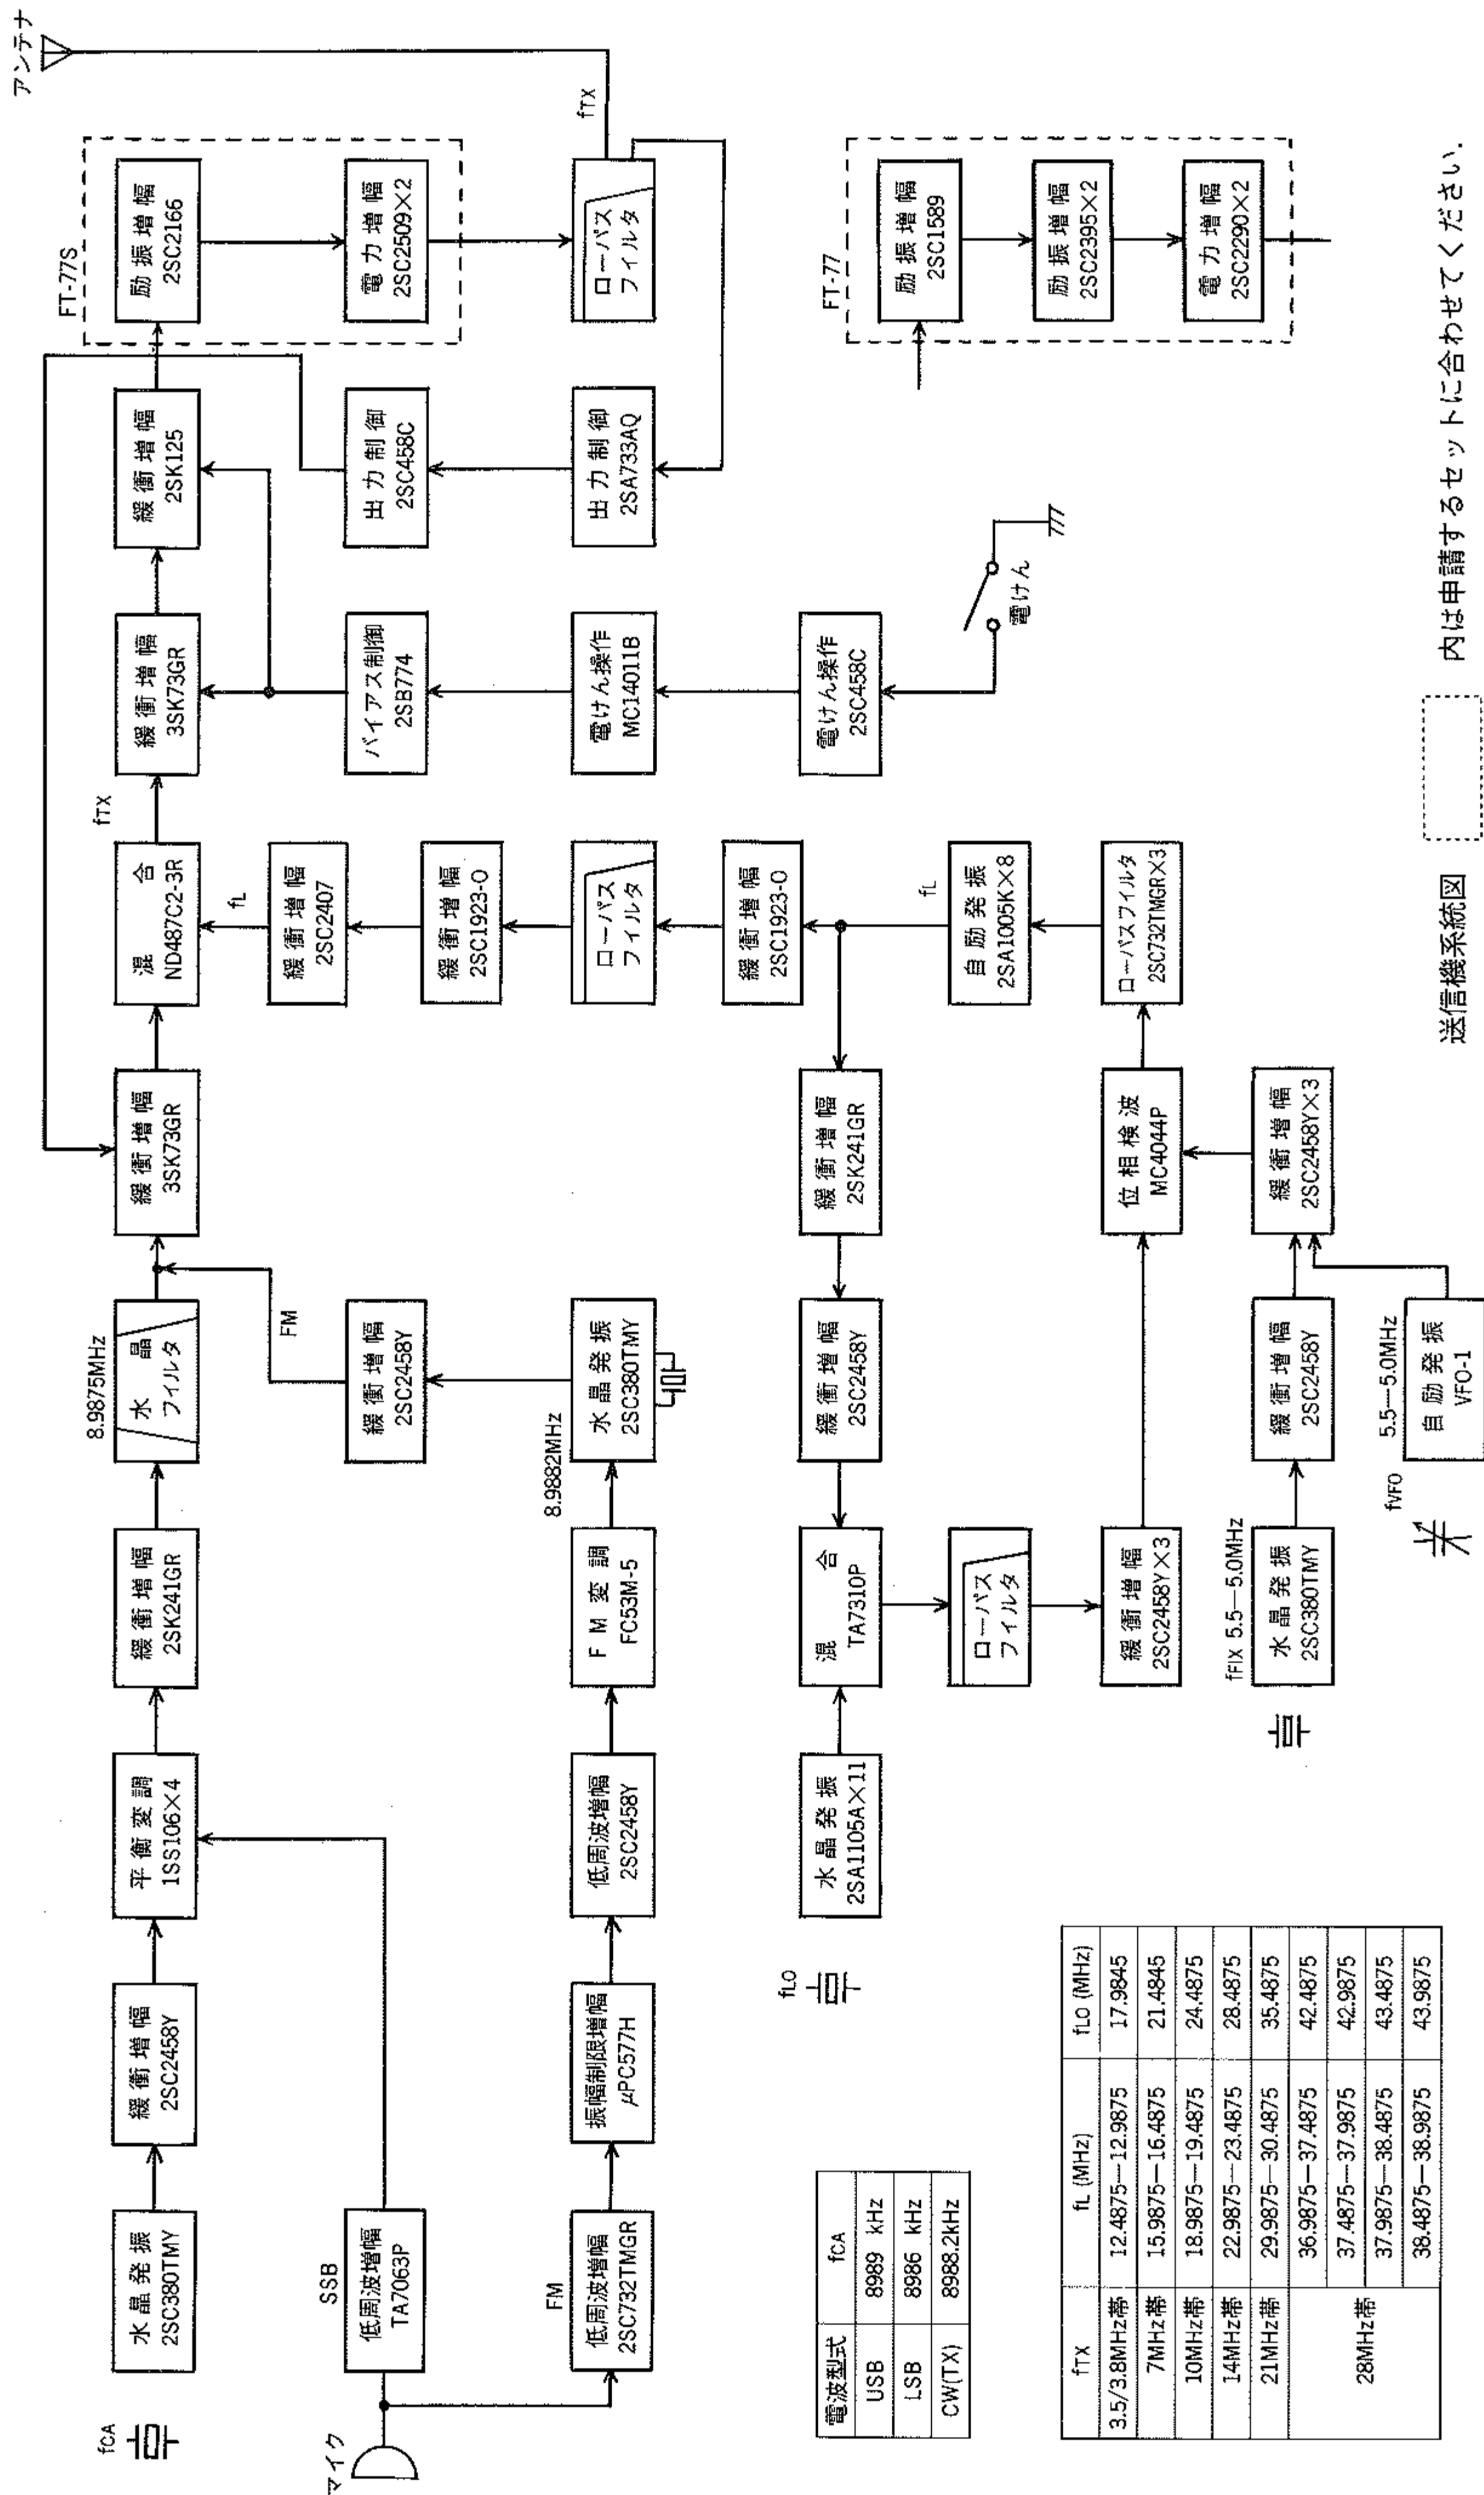 アンテナ
fCA
水晶発振
2SC380TMY
緩衝増幅
2SC2458Y
平衡変調
1SS106×4
緩衝増幅
2SK241GR
8.9875MHz
水晶
フィルタ
緩衝増幅
3SK73GR
混合
ND487C2-3R
fTX
緩衝増幅
3SK73GR
緩衝増幅
2SK125
FT-77S
励振増幅
2SC2166
電力増幅
2SC2509×2
ローパス
フィルタ
fTX
マイク
SSB
低周波増幅
TA7063P
FM
低周波増幅
2SC732TMGR
振幅制限増幅
μPC577H
低周波増幅
2SC2458Y
FM変調
FC53M-5
8.9882MHz
水晶発振
2SC380TMY
緩衝増幅
2SC2458Y
FM
fL
緩衝増幅
2SC2407
緩衝増幅
2SC1923-O
ローパス
フィルタ
緩衝増幅
2SC1923-O
fL
自励発振
2SA1005K×8
ローパスフィルタ
2SC732TMGR×3
バイアス制御
2SB774
電けん操作
MC14011B
電けん操作
2SC458C
電けん
出力制御
2SC458C
出力制御
2SA733AQ
FT-77
励振増幅
2SC1589
励振増幅
2SC2395×2
電力増幅
2SC2290×2
fLO
水晶発振
2SA1105A×11
混合
TA7310P
緩衝増幅
2SC2458Y
緩衝増幅
2SK241GR
ローパス
フィルタ
緩衝増幅
2SC2458Y×3
位相検波
MC4044P
fFIX 5.5—5.0MHz
水晶発振
2SC380TMY
緩衝増幅
2SC2458Y
緩衝増幅
2SC2458Y×3
fVFO
5.5—5.0MHz
自励発振
VFO-1
電波型式 fCA
USB 8989 kHz
LSB 8986 kHz
CW(TX) 8988.2kHz
fTX fL (MHz) fLO (MHz)
3.5/3.8MHz帯 12.4875—12.9875 17.9845
7MHz帯 15.9875—16.4875 21.4845
10MHz帯 18.9875—19.4875 24.4875
14MHz帯 22.9875—23.4875 28.4875
21MHz帯 29.9875—30.4875 35.4875
28MHz帯 36.9875—37.4875 42.4875
37.4875—37.9875 42.9875
37.9875—38.4875 43.4875
38.4875—38.9875 43.9875
送信機系統図
内は申請するセットに合わせてください.